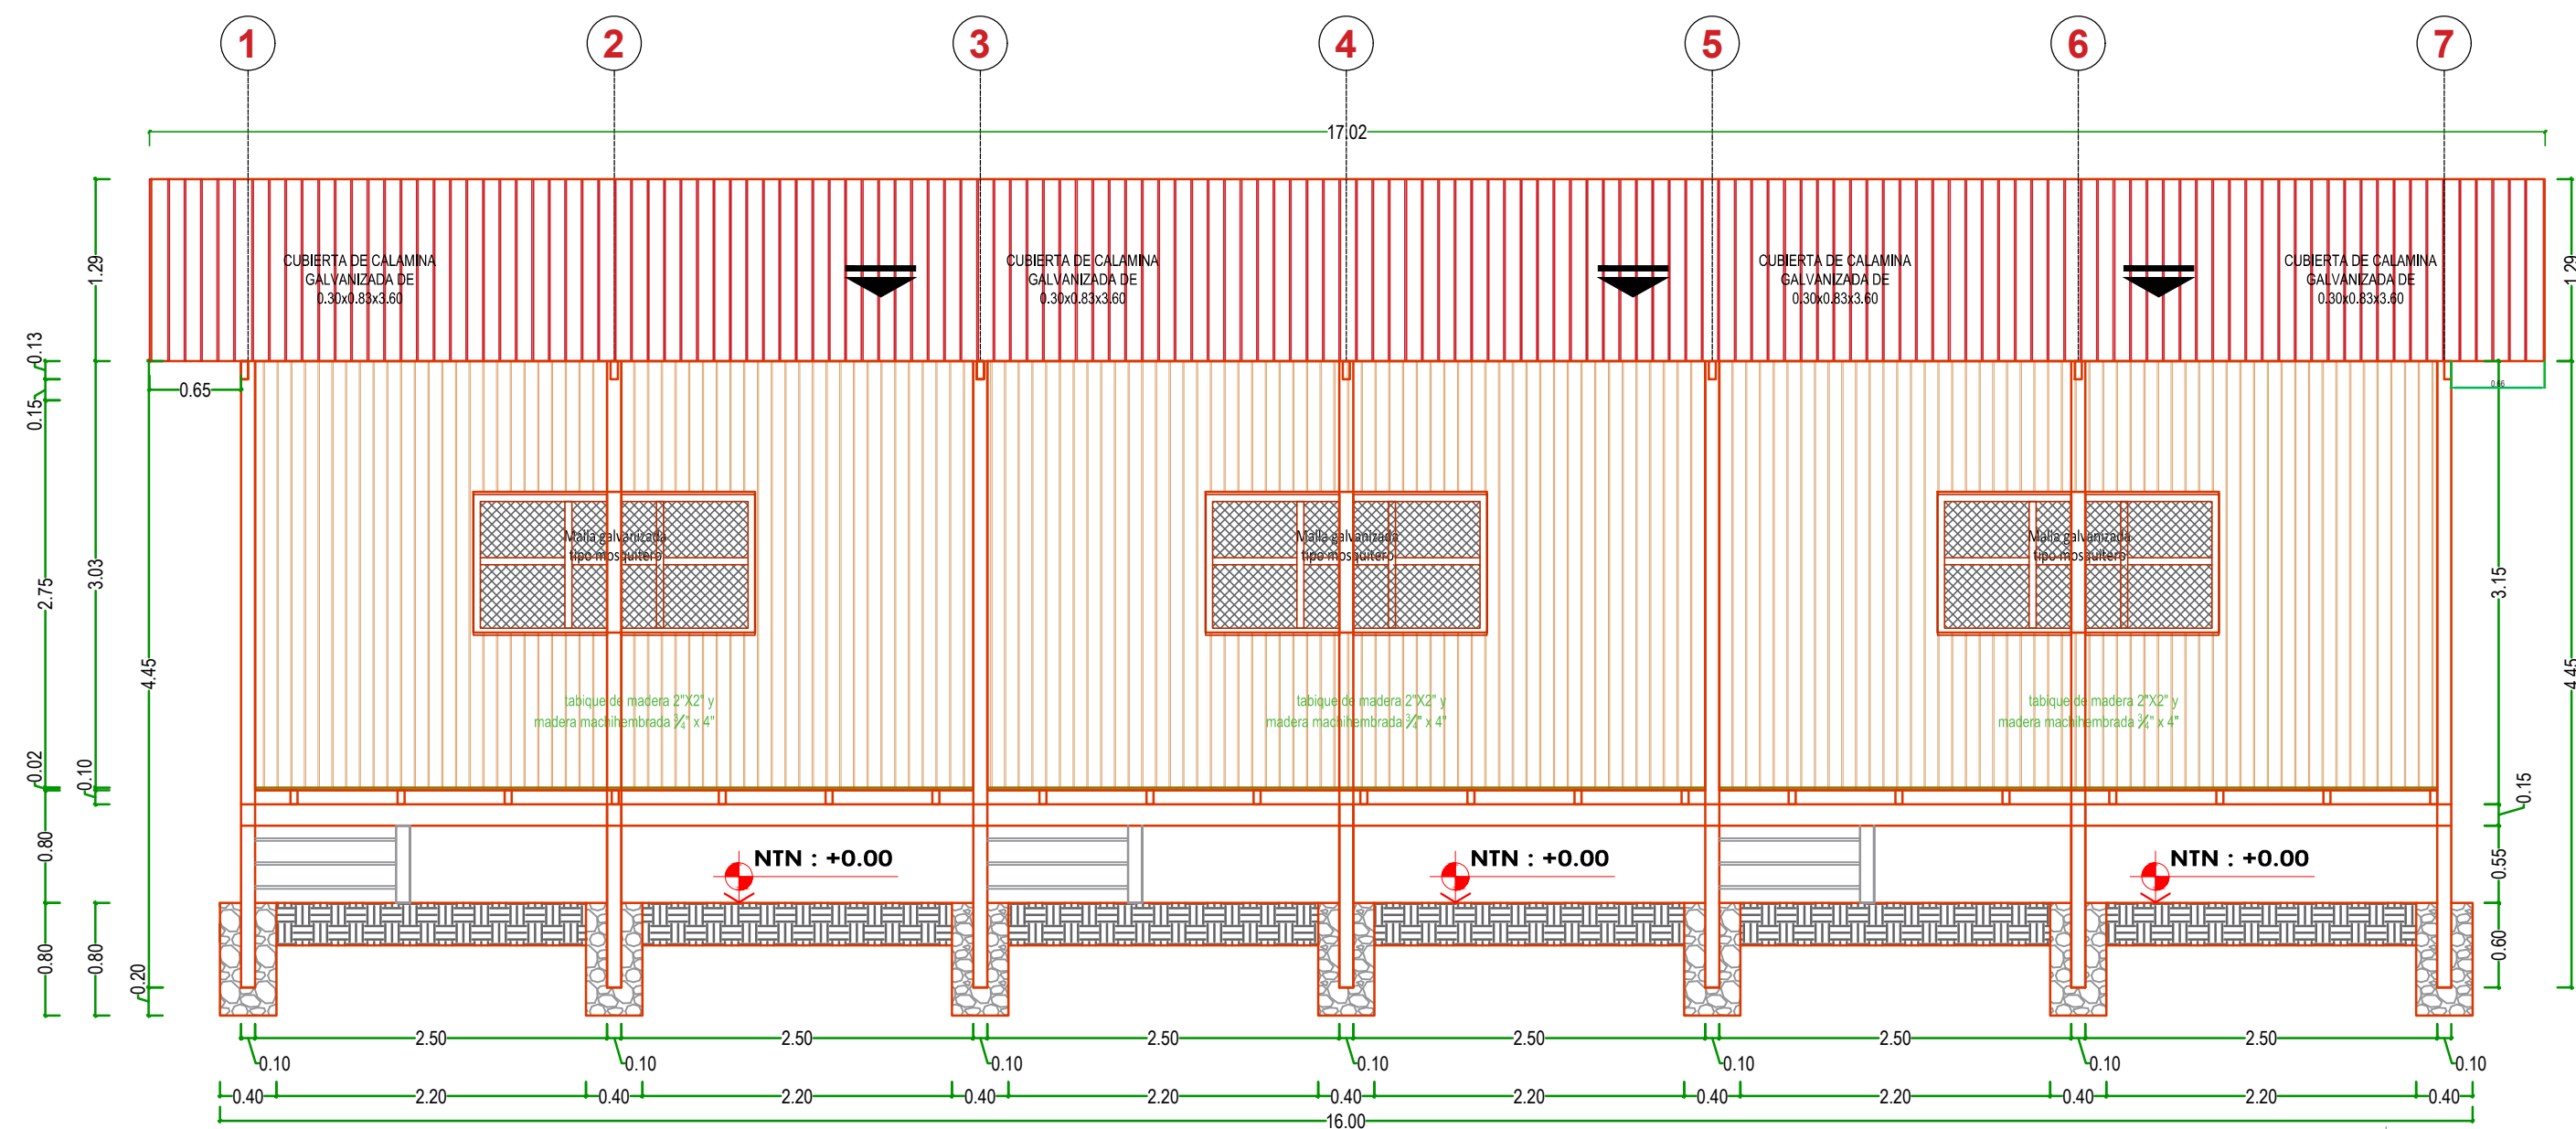 1 2 3 4 5 6 7
17.02
CUBIERTA DE CALAMINA
GALVANIZADA DE
0.30x0.83x3.60
CUBIERTA DE CALAMINA
GALVANIZADA DE
0.30x0.83x3.60
CUBIERTA DE CALAMINA
GALVANIZADA DE
0.30x0.83x3.60
CUBIERTA DE CALAMINA
GALVANIZADA DE
0.30x0.83x3.60
1.29
1.29
0.13
0.15
0.65
0.66
Malla galvanizada
tipo mosquitero
Malla galvanizada
tipo mosquitero
Malla galvanizada
tipo mosquitero
2.75
3.03
4.45
3.15
4.45
tabique de madera 2"X2" y
madera machihembrada ¾" x 4"
tabique de madera 2"X2" y
madera machihembrada ¾" x 4"
tabique de madera 2"X2" y
madera machihembrada ¾" x 4"
0.02
0.10
0.15
0.80
0.55
NTN : +0.00
NTN : +0.00
NTN : +0.00
0.80
0.80
0.20
0.60
2.50 2.50 2.50 2.50 2.50 2.50
0.10 0.10 0.10 0.10 0.10 0.10 0.10
0.40 2.20 0.40 2.20 0.40 2.20 0.40 2.20 0.40 2.20 0.40 2.20 0.40
16.00